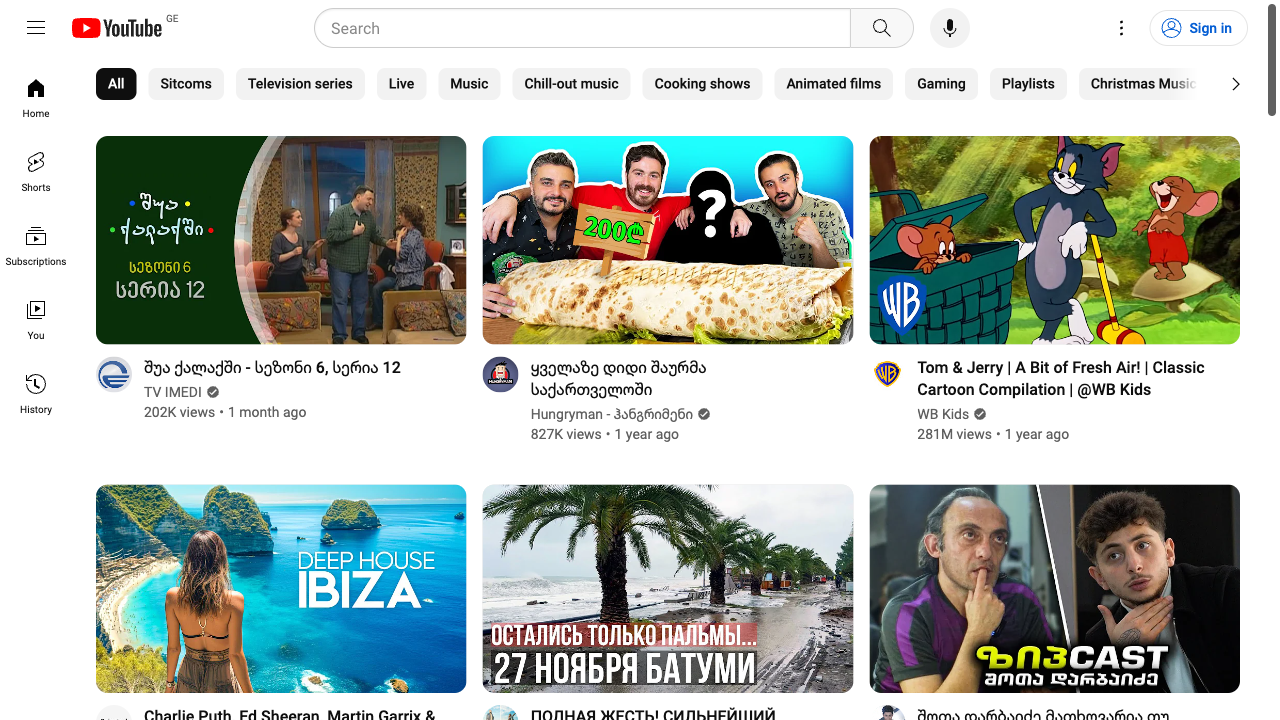 YouTube GE
Search
Sign in
All
Sitcoms
Television series
Live
Music
Chill-out music
Cooking shows
Animated films
Gaming
Playlists
Christmas Music
Home
Shorts
Subscriptions
You
History
შუა
ქალაქში
სეზონი 6
სერია 12
200₾
?
WB
შუა ქალაქში - სეზონი 6, სერია 12
TV IMEDI
202K views • 1 month ago
HUNGRYMAN
ყველაზე დიდი შაურმა
საქართველოში
Hungryman - ჰანგრიმენი
827K views • 1 year ago
WB
Tom & Jerry | A Bit of Fresh Air! | Classic
Cartoon Compilation | @WB Kids
WB Kids
281M views • 1 year ago
DEEP HOUSE
IBIZA
ОСТАЛИСЬ ТОЛЬКО ПАЛЬМЫ...
27 НОЯБРЯ БАТУМИ
ზიპCAST
შოთა დარბაიძე
Charlie Puth, Ed Sheeran, Martin Garrix &
ПОЛНАЯ ЖЕСТЬ! СИЛЬНЕЙШИЙ
შოთა დარბაიძე